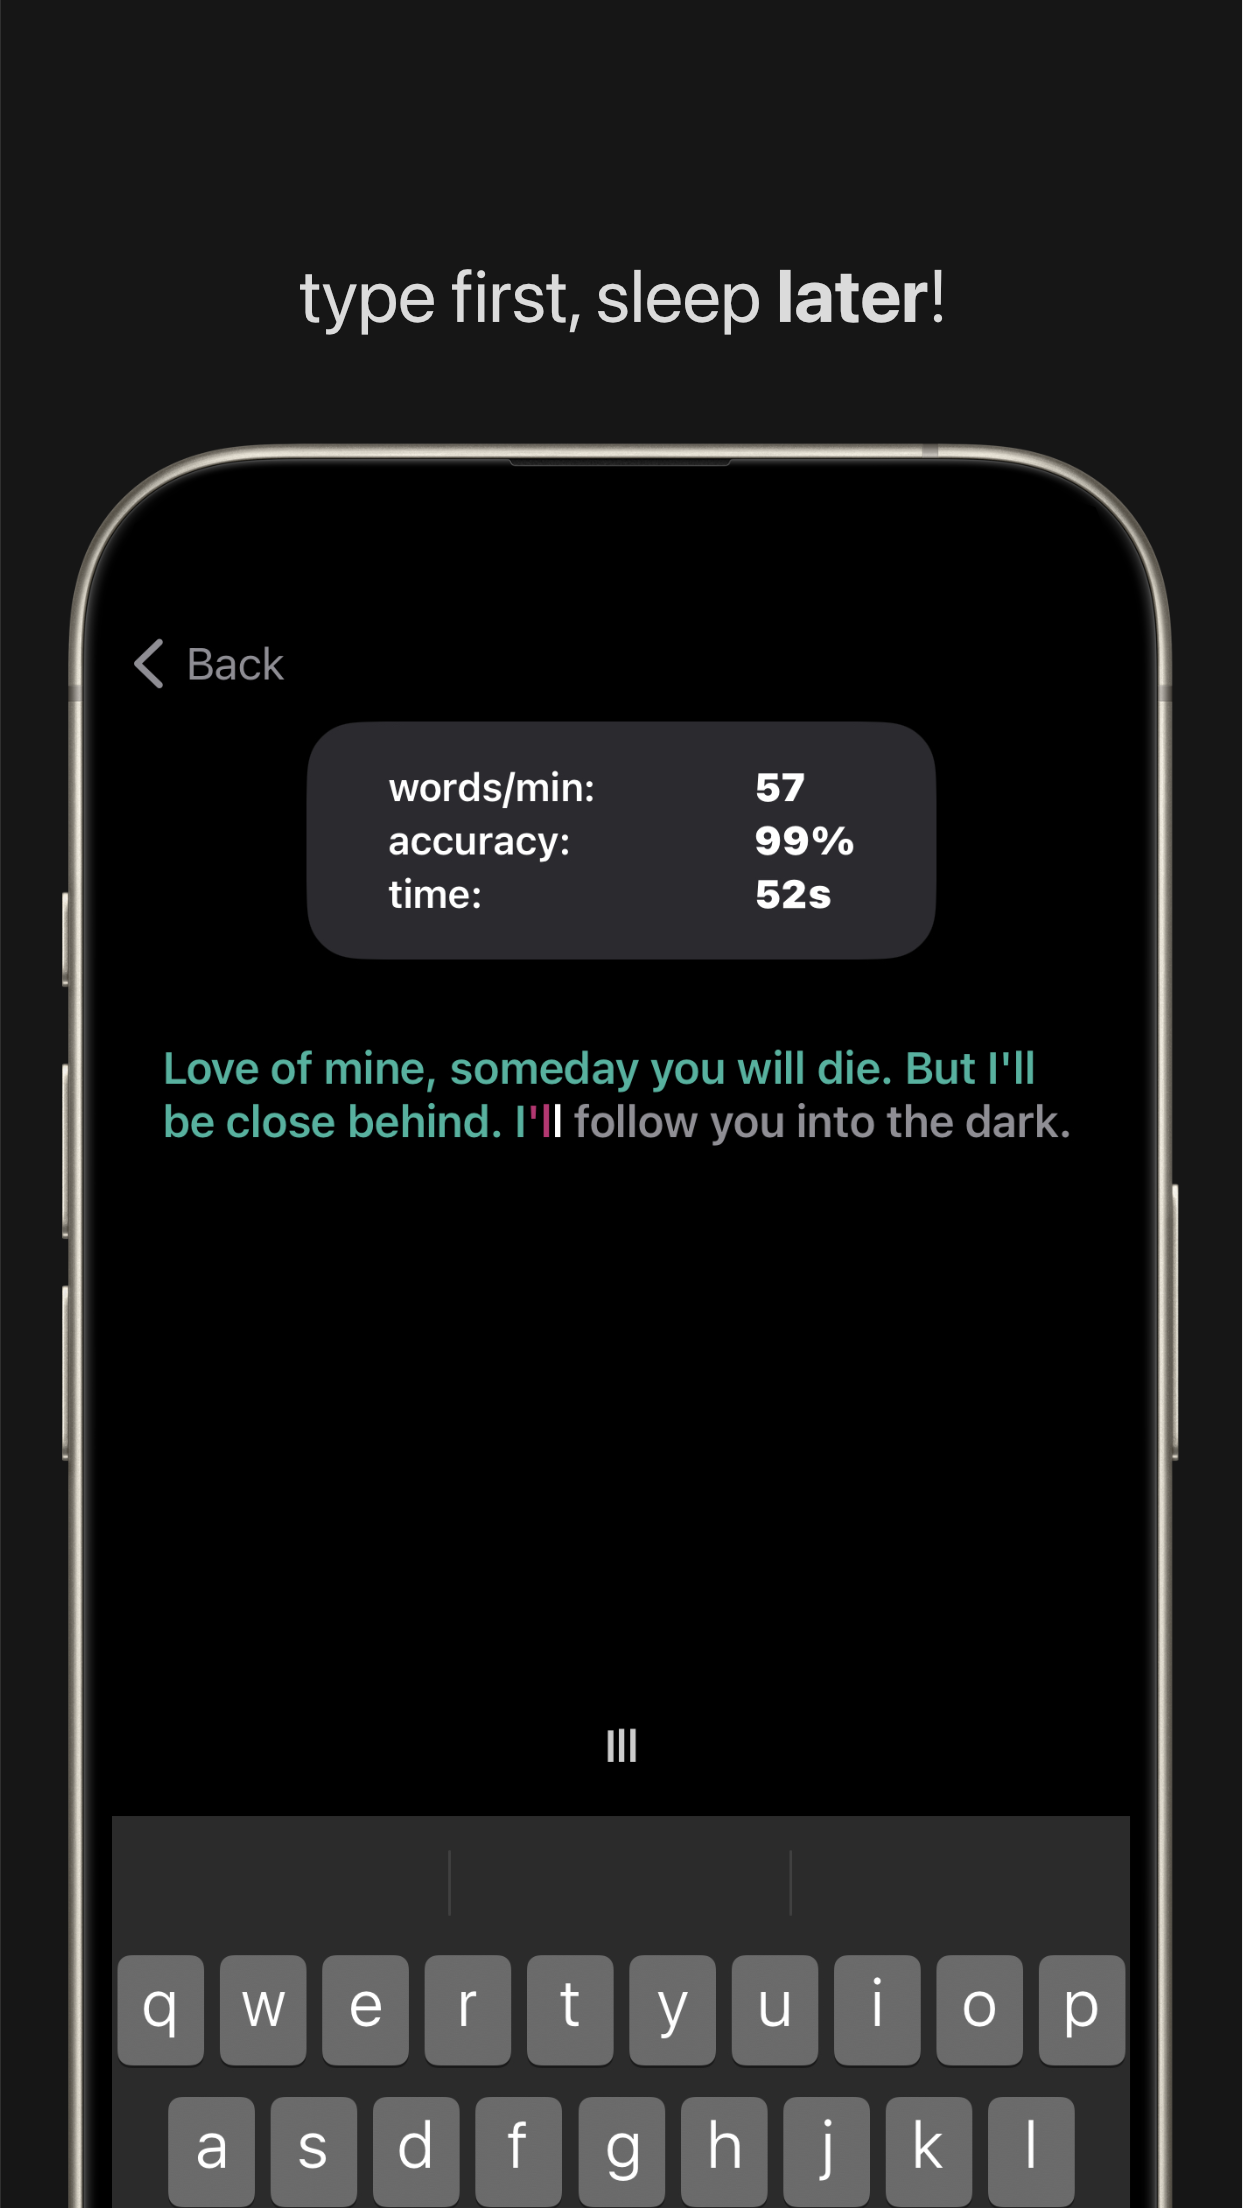 type first, sleep later!
Back
words/min: 57
accuracy: 99%
time: 52s
Love of mine, someday you will die. But I'll
be close behind. I'll follow you into the dark.
q w e r t y u i o p
a s d f g h j k l